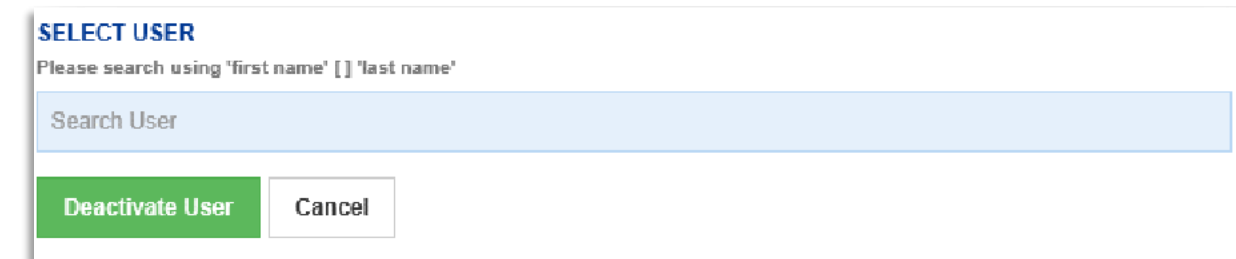 SELECT USER
Please search using 'first name' [ ] 'last name'
Search User
Deactivate User Cancel